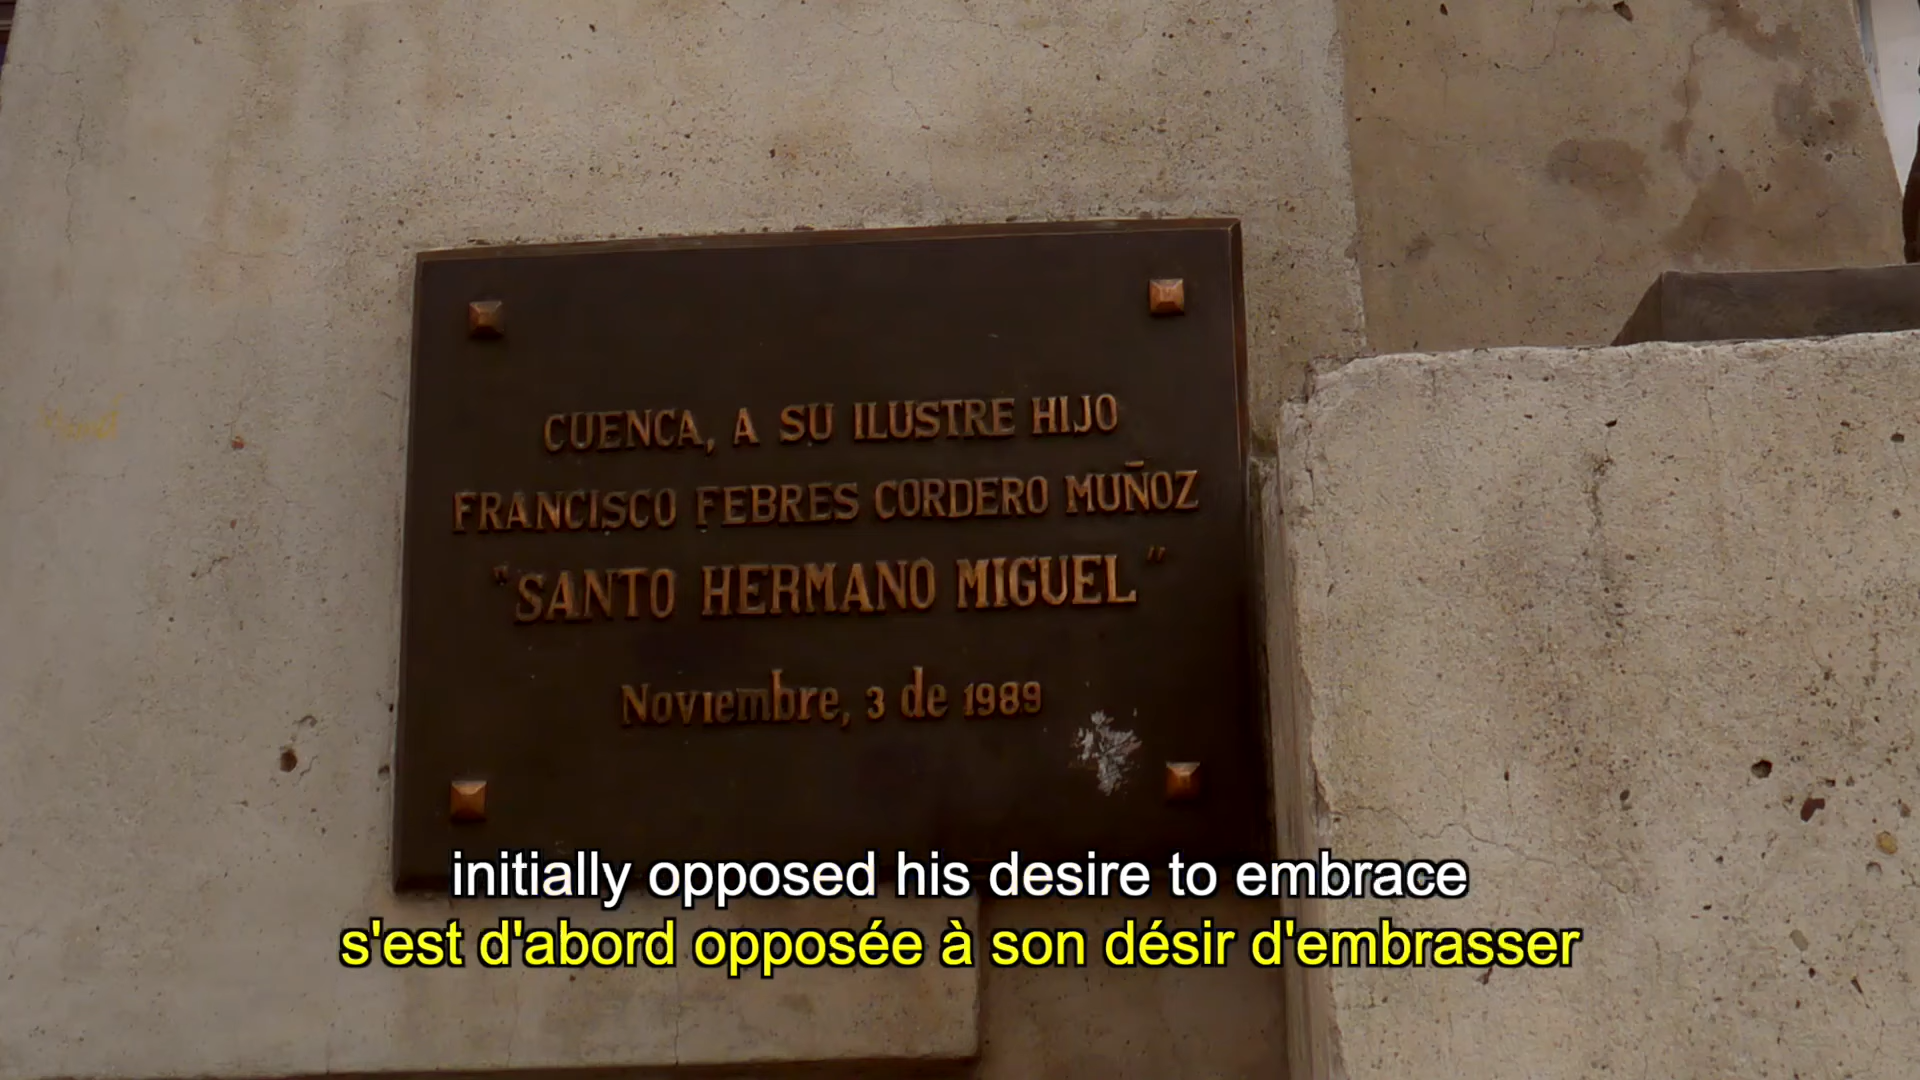 CUENCA, A SU ILUSTRE HIJO
FRANCISCO FEBRES CORDERO MUÑOZ
"SANTO HERMANO MIGUEL"
Noviembre, 3 de 1989
initially opposed his desire to embrace
s'est d'abord opposée à son désir d'embrasser